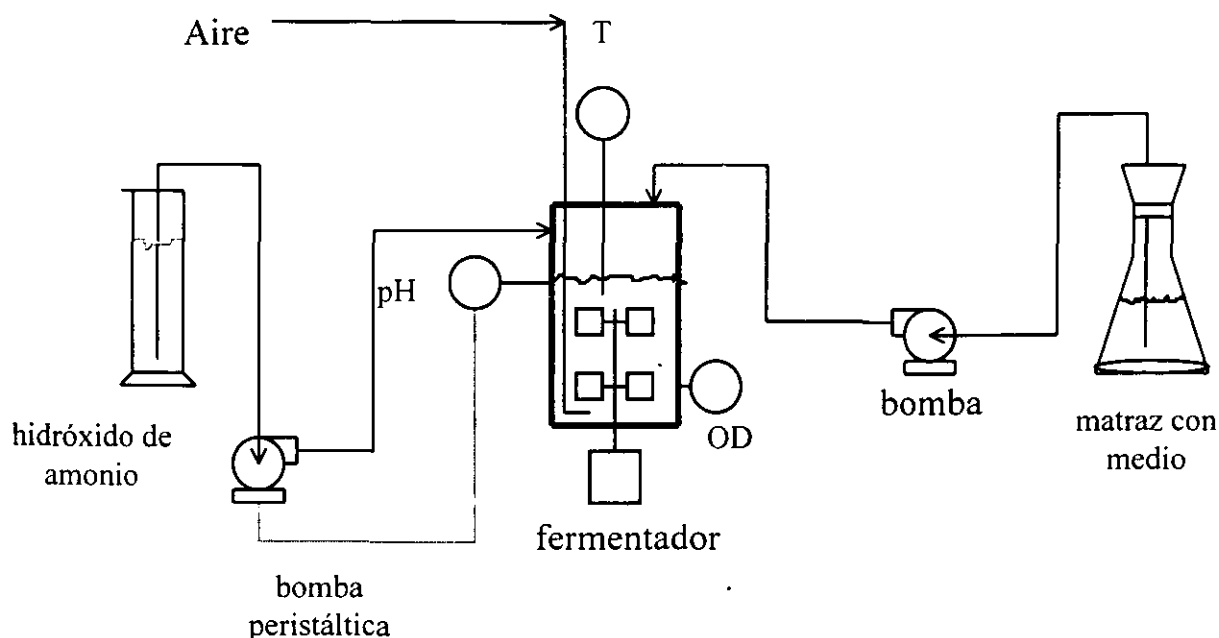 Aire
T
pH
OD
hidróxido de
amonio
bomba
matraz con
medio
fermentador
bomba
peristáltica